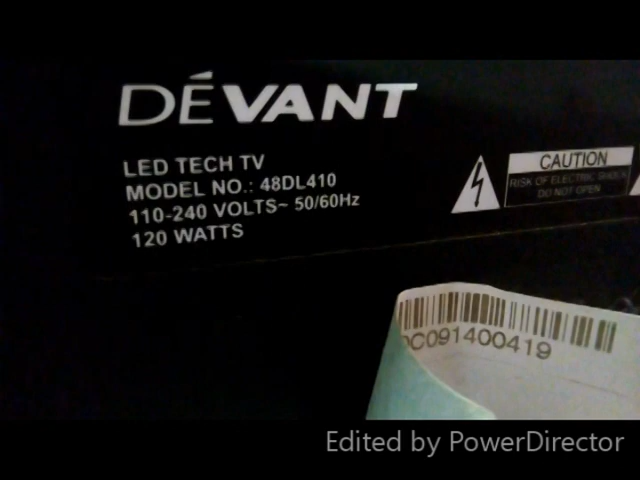 DÉVANT
LED TECH TV
MODEL NO.: 48DL410
110-240 VOLTS~ 50/60Hz
120 WATTS
CAUTION
RISK OF ELECTRIC SHOCK
DO NOT OPEN
DC091400419
Edited by PowerDirector